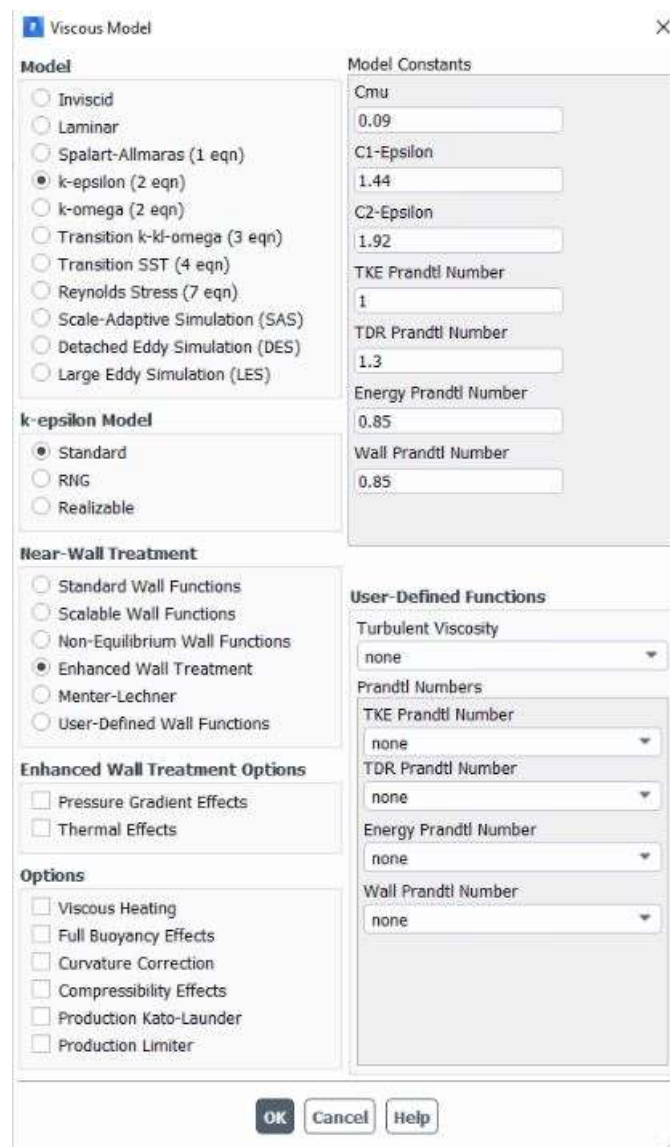 Viscous Model
Model
Inviscid
Laminar
Spalart-Allmaras (1 eqn)
k-epsilon (2 eqn)
k-omega (2 eqn)
Transition k-kl-omega (3 eqn)
Transition SST (4 eqn)
Reynolds Stress (7 eqn)
Scale-Adaptive Simulation (SAS)
Detached Eddy Simulation (DES)
Large Eddy Simulation (LES)
k-epsilon Model
Standard
RNG
Realizable
Near-Wall Treatment
Standard Wall Functions
Scalable Wall Functions
Non-Equilibrium Wall Functions
Enhanced Wall Treatment
Menter-Lechner
User-Defined Wall Functions
Enhanced Wall Treatment Options
Pressure Gradient Effects
Thermal Effects
Options
Viscous Heating
Full Buoyancy Effects
Curvature Correction
Compressibility Effects
Production Kato-Launder
Production Limiter
Model Constants
Cmu
0.09
C1-Epsilon
1.44
C2-Epsilon
1.92
TKE Prandtl Number
1
TDR Prandtl Number
1.3
Energy Prandtl Number
0.85
Wall Prandtl Number
0.85
User-Defined Functions
Turbulent Viscosity
none
Prandtl Numbers
TKE Prandtl Number
none
TDR Prandtl Number
none
Energy Prandtl Number
none
Wall Prandtl Number
none
OK
Cancel
Help